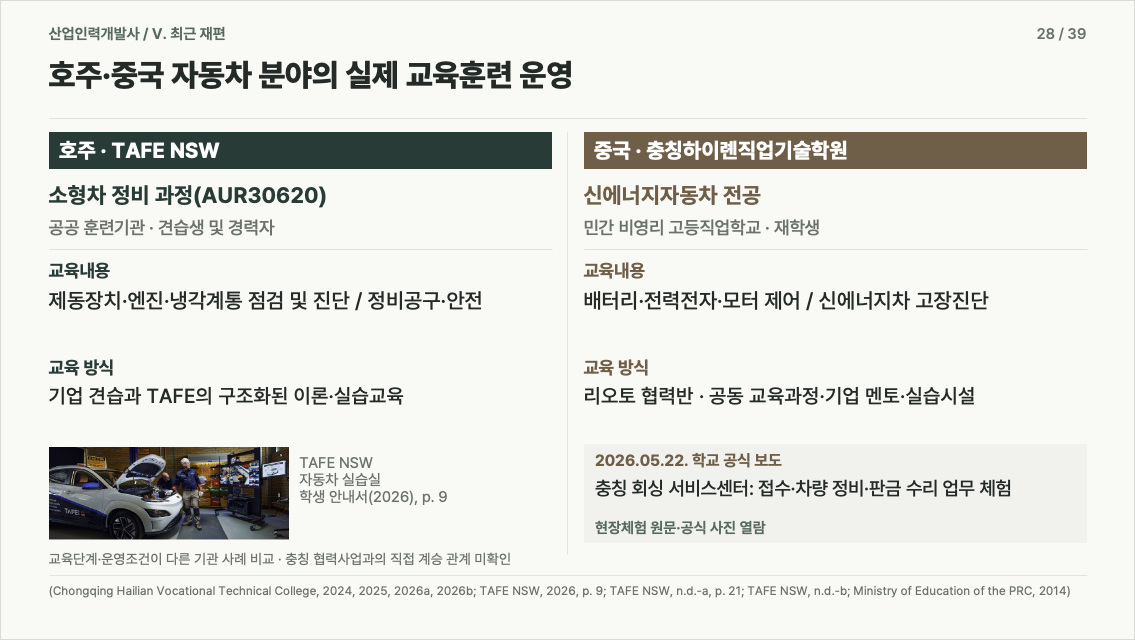 산업인력개발사 / V. 최근 재편
28 / 39
호주·중국 자동차 분야의 실제 교육훈련 운영
호주 · TAFE NSW
소형차 정비 과정(AUR30620)
공공 훈련기관 · 견습생 및 경력자
교육내용
제동장치·엔진·냉각계통 점검 및 진단 / 정비공구·안전
교육 방식
기업 견습과 TAFE의 구조화된 이론·실습교육
TAFE
TAFE NSW
자동차 실습실
학생 안내서(2026), p. 9
중국 · 충칭하이롄직업기술학원
신에너지자동차 전공
민간 비영리 고등직업학교 · 재학생
교육내용
배터리·전력전자·모터 제어 / 신에너지차 고장진단
교육 방식
리오토 협력반 · 공동 교육과정·기업 멘토·실습시설
2026.05.22. 학교 공식 보도
충칭 회싱 서비스센터: 접수·차량 정비·판금 수리 업무 체험
현장체험 원문·공식 사진 열람
교육단계·운영조건이 다른 기관 사례 비교 · 충칭 협력사업과의 직접 계승 관계 미확인
(Chongqing Hailian Vocational Technical College, 2024, 2025, 2026a, 2026b; TAFE NSW, 2026, p. 9; TAFE NSW, n.d.-a, p. 21; TAFE NSW, n.d.-b; Ministry of Education of the PRC, 2014)